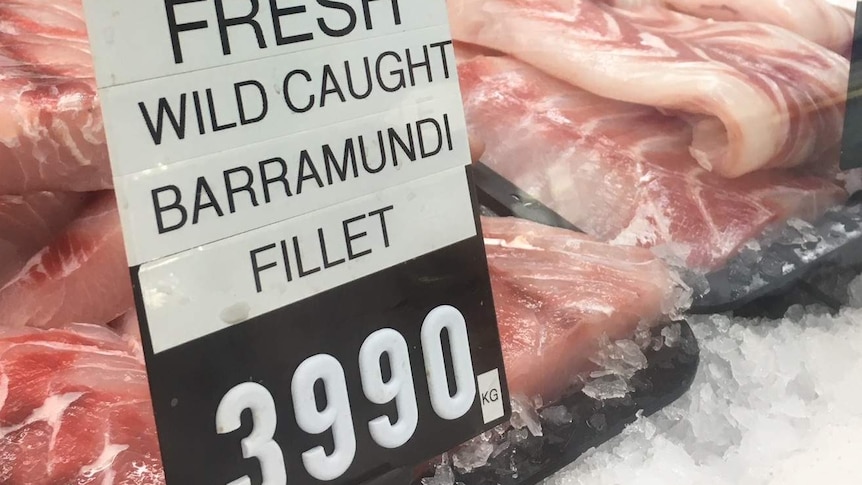 FRESH
WILD CAUGHT
BARRAMUNDI
FILLET
3990 KG